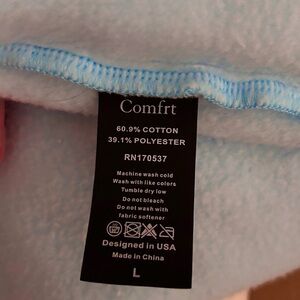 Comfrt
60.9% COTTON
39.1% POLYESTER
RN170537
Machine wash cold
Wash with like colors
Tumble dry low
Do not bleach
Do not wash with
fabric softener
Designed in USA
Made in China
L